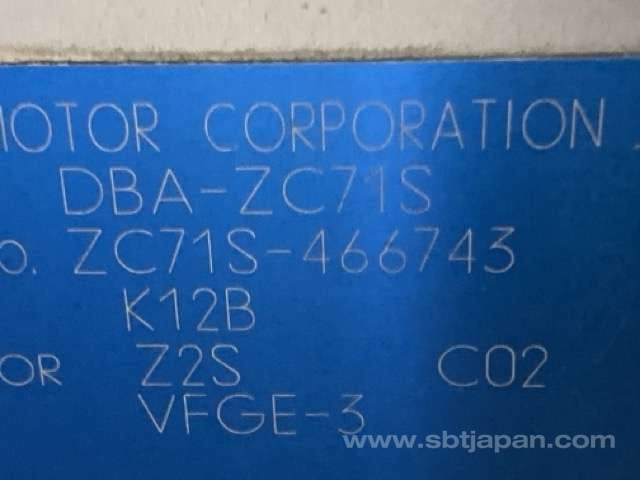 MOTOR CORPORATION
DBA-ZC71S
o. ZC71S-466743
K12B
OR Z2S C02
VFGE-3
www.sbtjapan.com